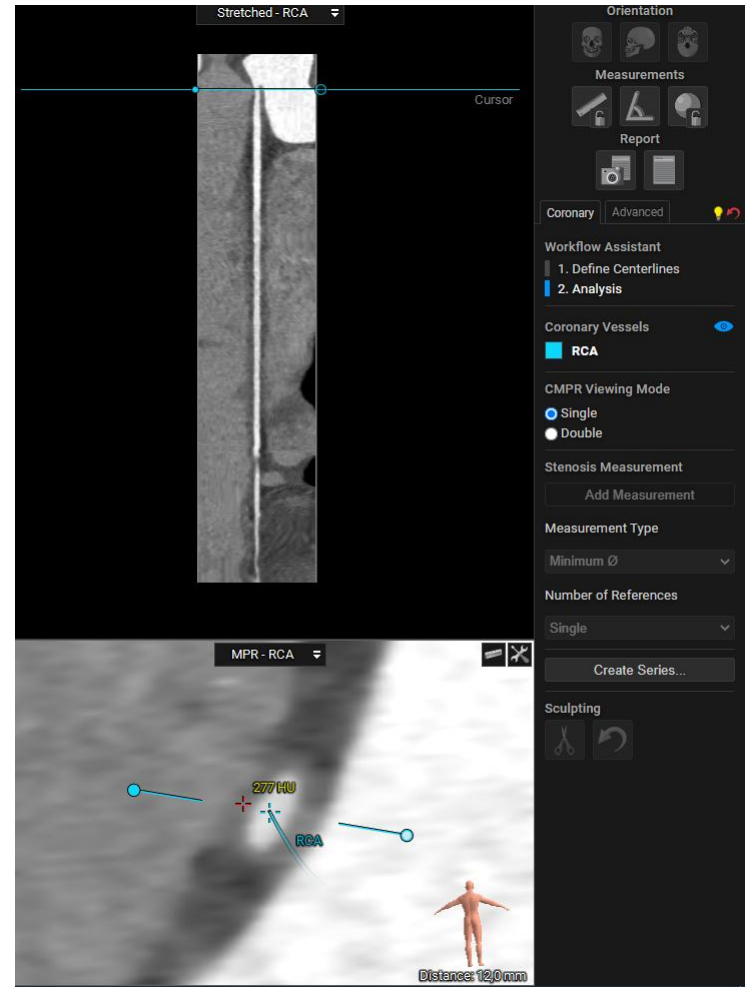 Stretched - RCA
Cursor
Orientation
Measurements
Report
Coronary
Advanced
Workflow Assistant
1. Define Centerlines
2. Analysis
Coronary Vessels
RCA
CMPR Viewing Mode
Single
Double
Stenosis Measurement
Add Measurement
Measurement Type
Minimum Ø
Number of References
Single
Create Series...
Sculpting
MPR - RCA
277 HU
RCA
Distance: 12,0 mm